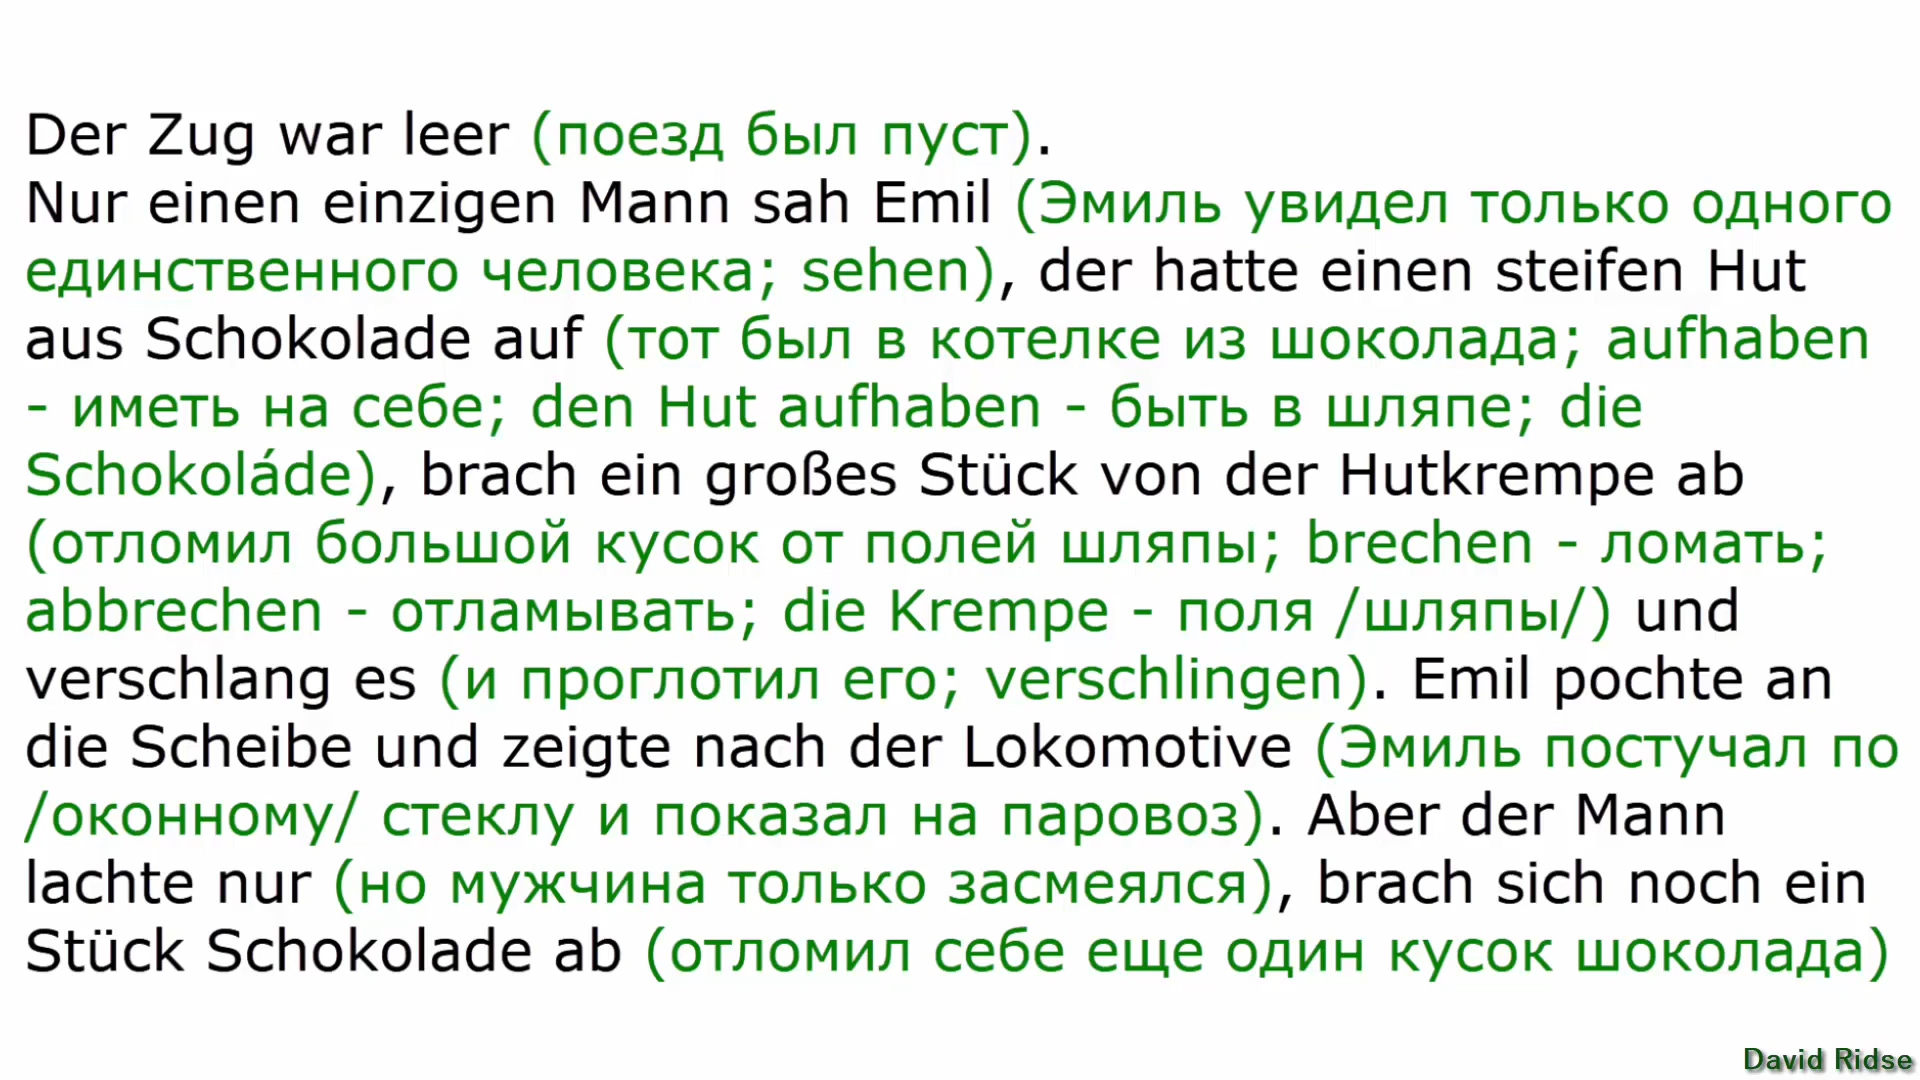 Der Zug war leer (поезд был пуст).
Nur einen einzigen Mann sah Emil (Эмиль увидел только одного
единственного человека; sehen), der hatte einen steifen Hut
aus Schokolade auf (тот был в котелке из шоколада; aufhaben
- иметь на себе; den Hut aufhaben - быть в шляпе; die
Schokoláde), brach ein großes Stück von der Hutkrempe ab
(отломил большой кусок от полей шляпы; brechen - ломать;
abbrechen - отламывать; die Krempe - поля /шляпы/) und
verschlang es (и проглотил его; verschlingen). Emil pochte an
die Scheibe und zeigte nach der Lokomotive (Эмиль постучал по
/оконному/ стеклу и показал на паровоз). Aber der Mann
lachte nur (но мужчина только засмеялся), brach sich noch ein
Stück Schokolade ab (отломил себе еще один кусок шоколада)
David Ridse